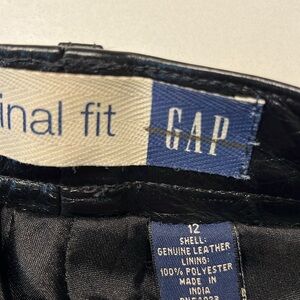 inal fit GAP
12
SHELL:
GENUINE LEATHER
LINING:
100% POLYESTER
MADE IN
INDIA